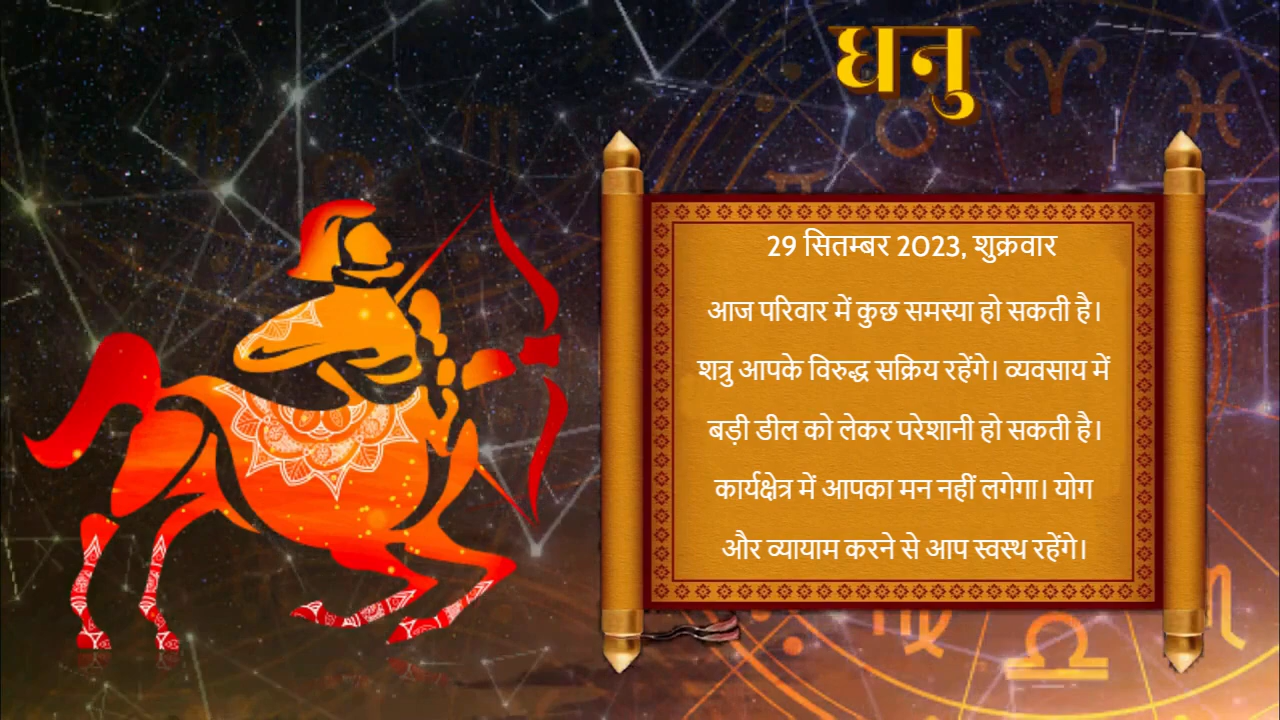 धनु
29 सितम्बर 2023, शुक्रवार
आज परिवार में कुछ समस्या हो सकती है।
शत्रु आपके विरुद्ध सक्रिय रहेंगे। व्यवसाय में
बड़ी डील को लेकर परेशानी हो सकती है।
कार्यक्षेत्र में आपका मन नहीं लगेगा। योग
और व्यायाम करने से आप स्वस्थ रहेंगे।